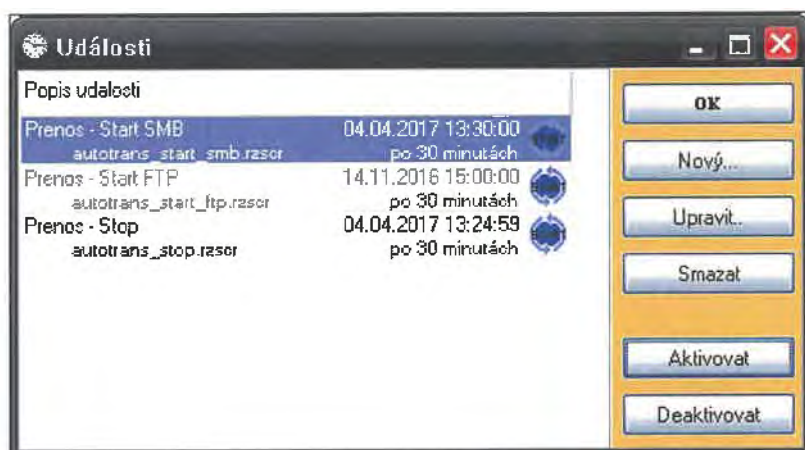 Události
Popis udalosti
Prenos - Start SMB 04.04.2017 13:30:00
autotrans_start_smb.rzscr po 30 minutách
Prenos - Start FTP 14.11.2016 15:00:00
autotrans_start_ftp.rzscr po 30 minutách
Prenos - Stop 04.04.2017 13:24:59
autotrans_stop.rzscr po 30 minutách
OK
Nový...
Upravit..
Smazat
Aktivovat
Deaktivovat